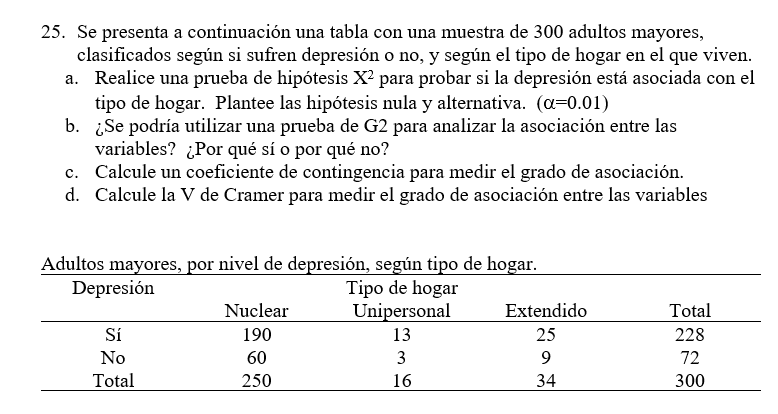 25. Se presenta a continuación una tabla con una muestra de 300 adultos mayores,
clasificados según si sufren depresión o no, y según el tipo de hogar en el que viven.
a. Realice una prueba de hipótesis X² para probar si la depresión está asociada con el
tipo de hogar. Plantee las hipótesis nula y alternativa. (α=0.01)
b. ¿Se podría utilizar una prueba de G2 para analizar la asociación entre las
variables? ¿Por qué sí o por qué no?
c. Calcule un coeficiente de contingencia para medir el grado de asociación.
d. Calcule la V de Cramer para medir el grado de asociación entre las variables
Adultos mayores, por nivel de depresión, según tipo de hogar.
Depresión Tipo de hogar
Nuclear Unipersonal Extendido Total
Sí 190 13 25 228
No 60 3 9 72
Total 250 16 34 300